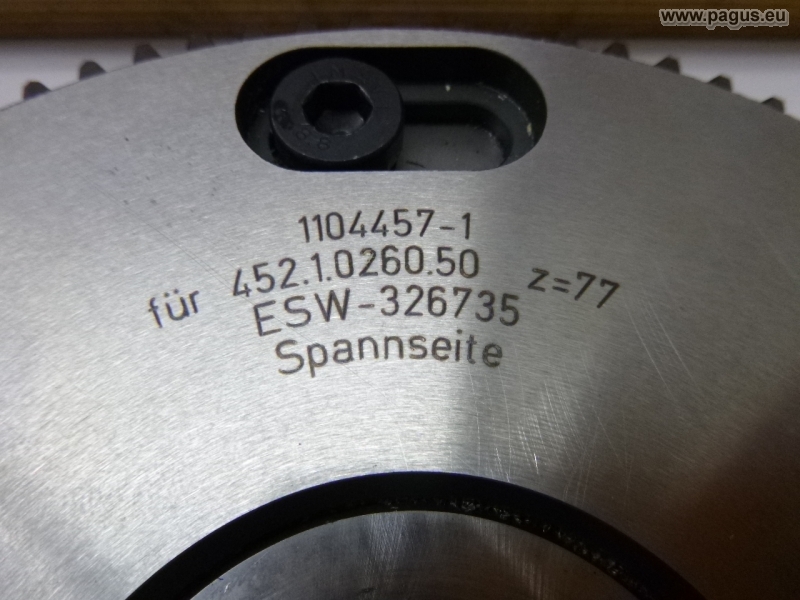 www.pagus.eu
1104457-1
für 452.1.0260.50 z=77
ESW-326735
Spannseite